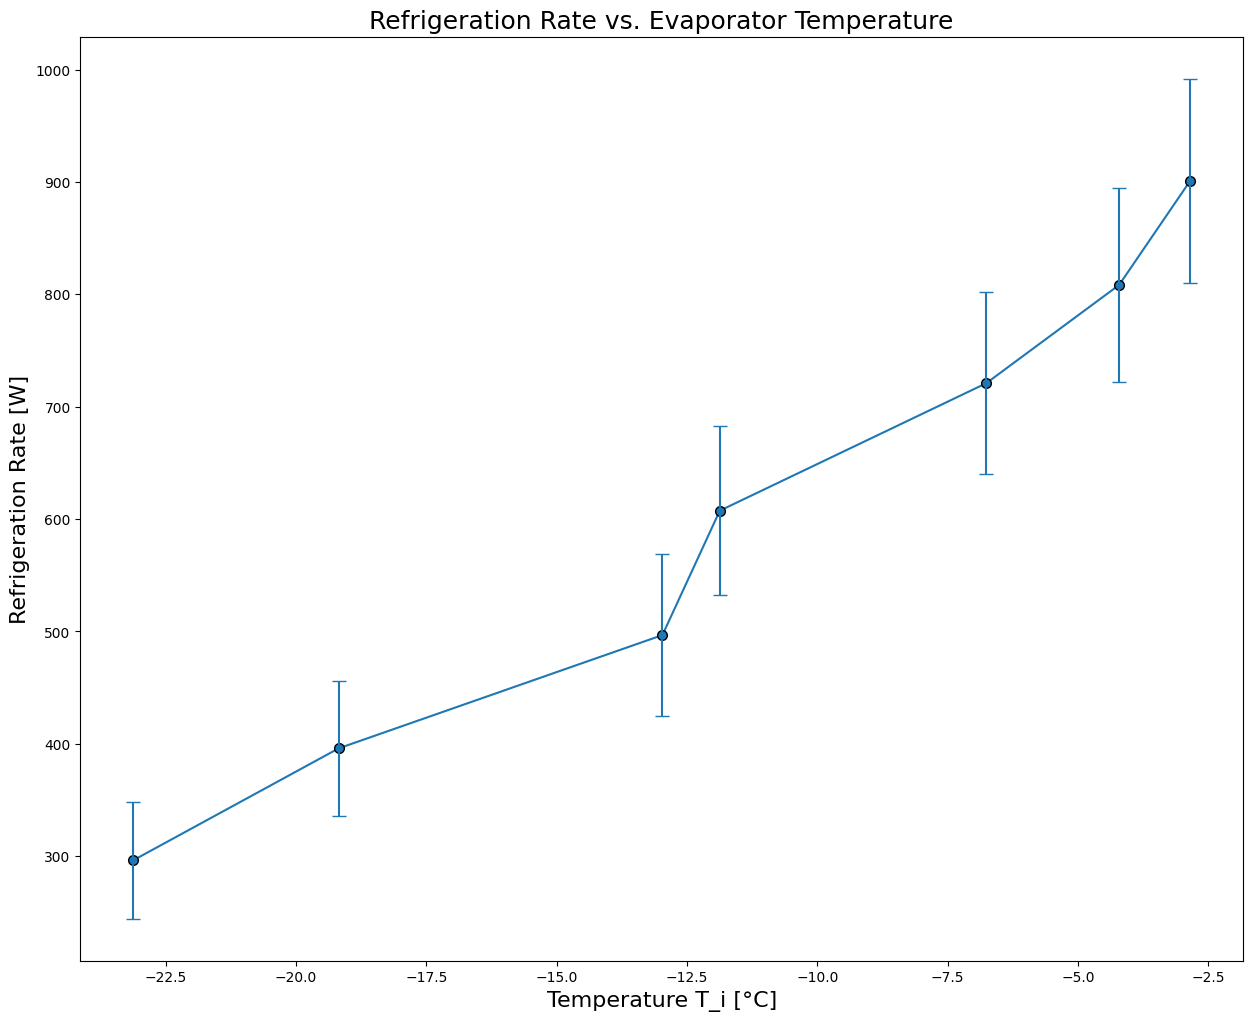 Refrigeration Rate vs. Evaporator Temperature
1000
900
800
700
600
500
400
300
Refrigeration Rate [W]
−22.5 −20.0 −17.5 −15.0 −12.5 −10.0 −7.5 −5.0 −2.5
Temperature T_i [°C]